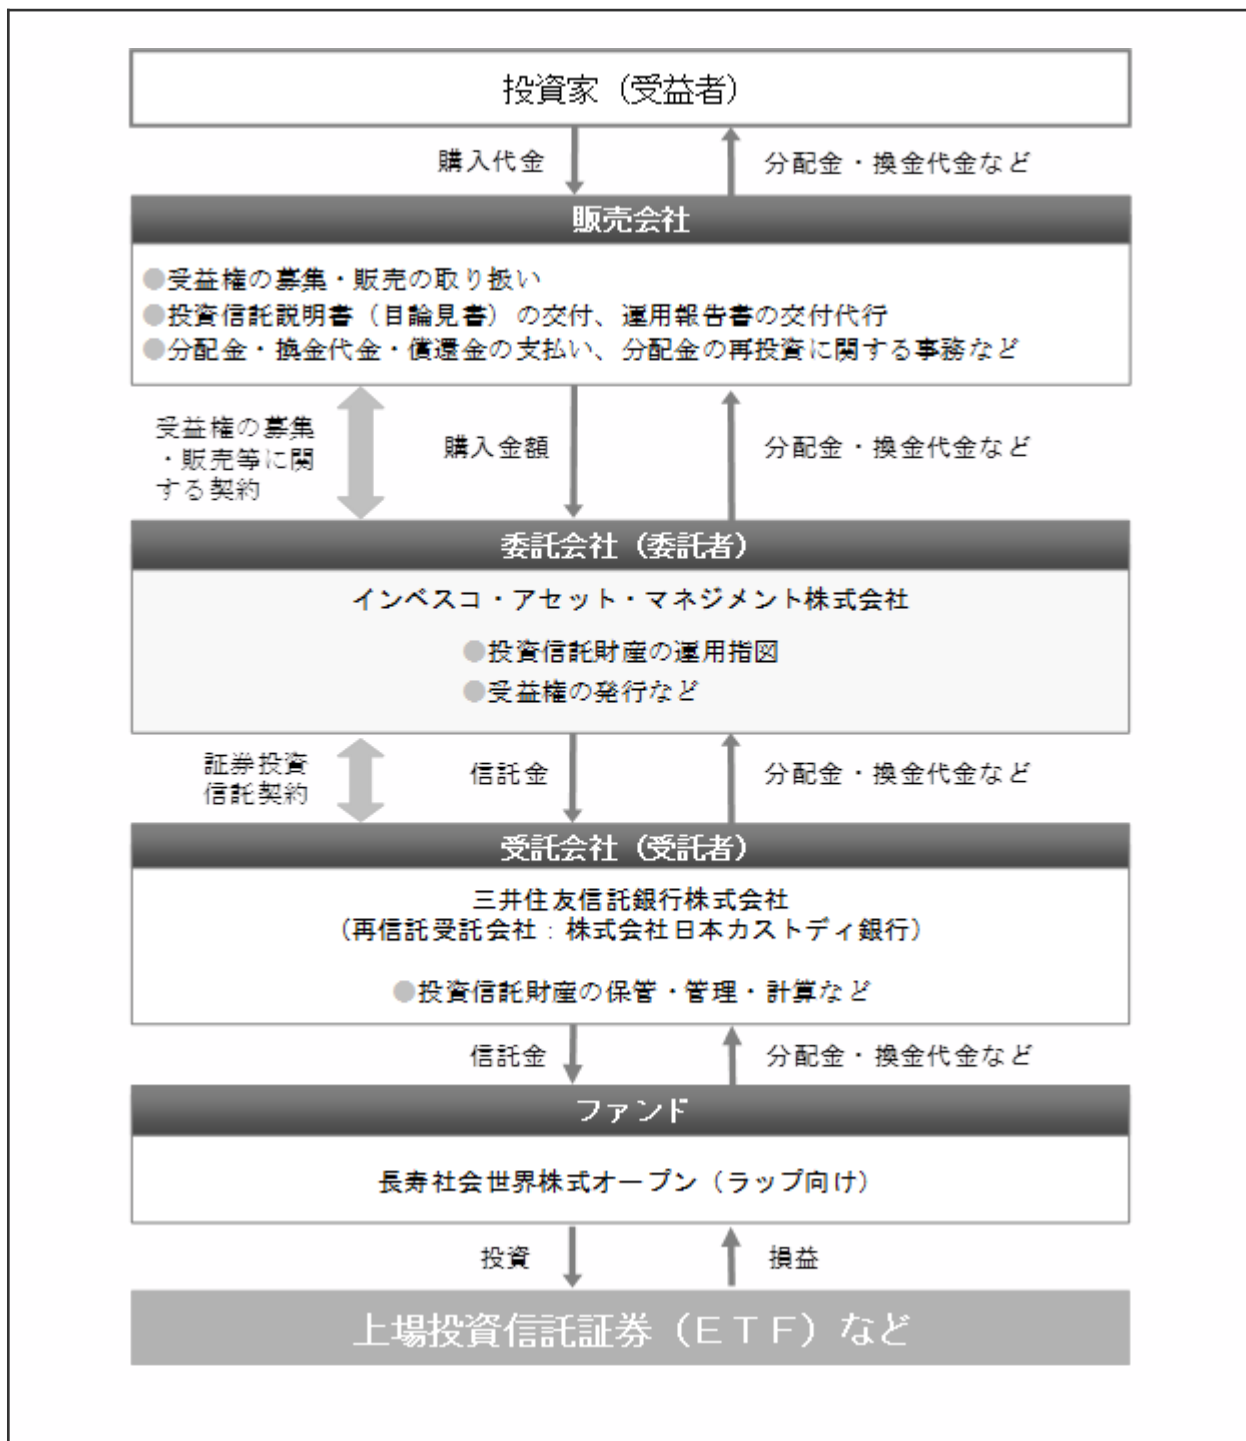 投資家（受益者）
購入代金
分配金・換金代金など
販売会社
●受益権の募集・販売の取り扱い
●投資信託説明書（目論見書）の交付、運用報告書の交付代行
●分配金・換金代金・償還金の支払い、分配金の再投資に関する事務など
受益権の募集
・販売等に関
する契約
購入金額
分配金・換金代金など
委託会社（委託者）
インベスコ・アセット・マネジメント株式会社
●投資信託財産の運用指図
●受益権の発行など
証券投資
信託契約
信託金
分配金・換金代金など
受託会社（受託者）
三井住友信託銀行株式会社
（再信託受託会社：株式会社日本カストディ銀行）
●投資信託財産の保管・管理・計算など
信託金
分配金・換金代金など
ファンド
長寿社会世界株式オープン（ラップ向け）
投資
損益
上場投資信託証券（ＥＴＦ）など